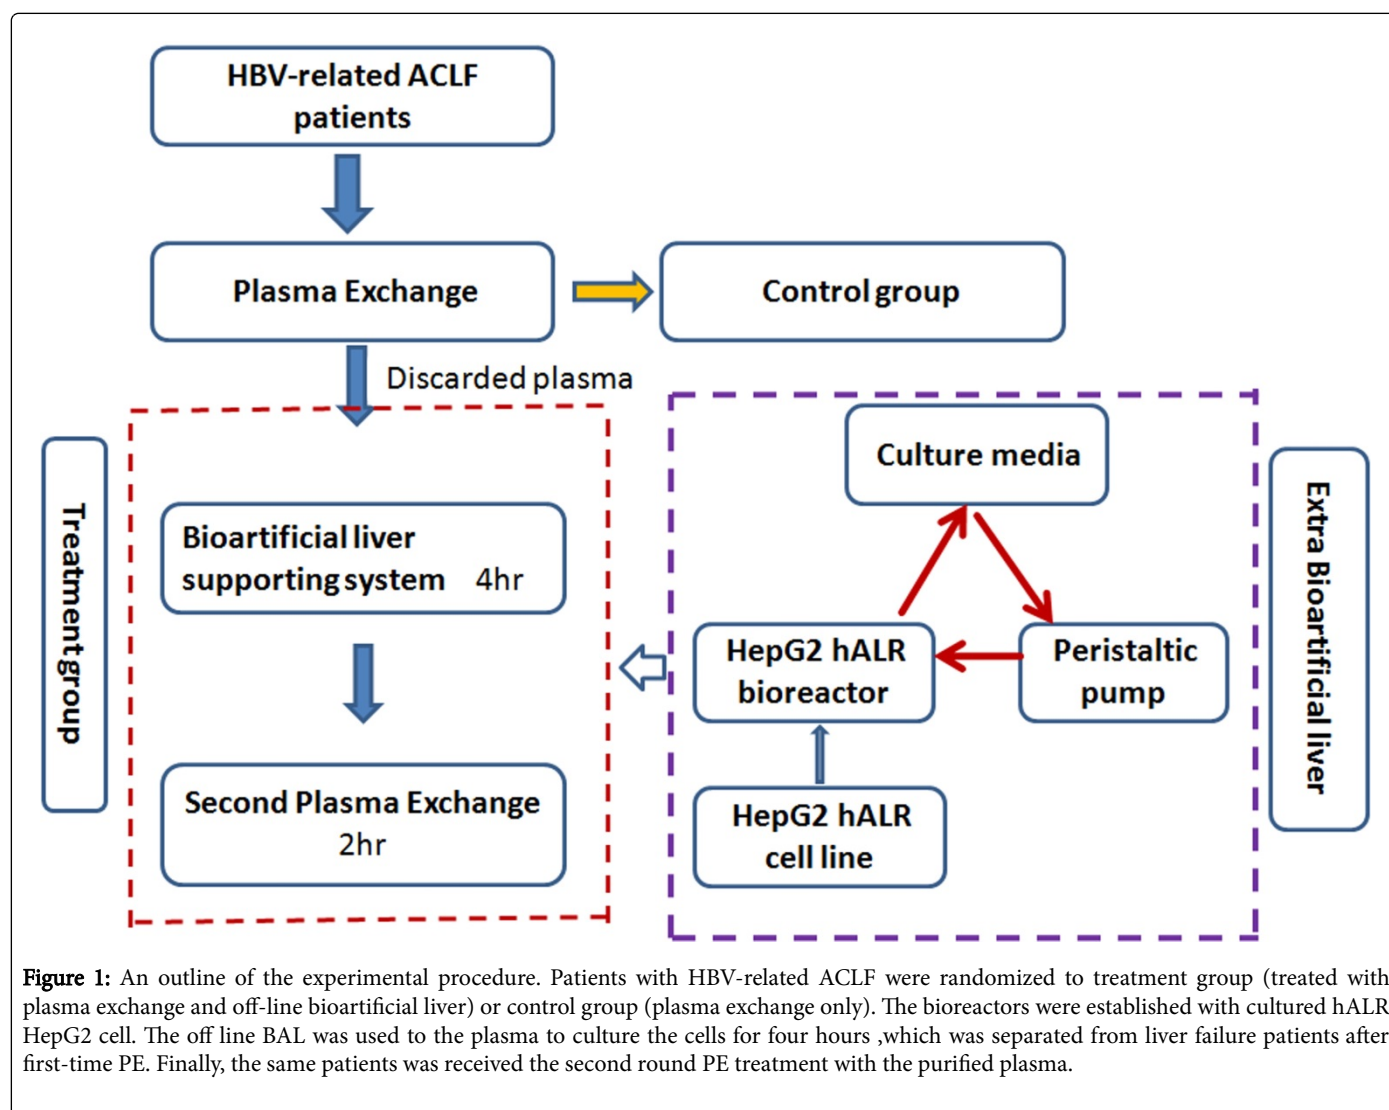 HBV-related ACLF
patients
Plasma Exchange
Control group
Discarded plasma
Treatment group
Bioartificial liver
supporting system 4hr
Second Plasma Exchange
2hr
Culture media
HepG2 hALR
bioreactor
Peristaltic
pump
HepG2 hALR
cell line
Extra Bioartificial liver
Figure 1: An outline of the experimental procedure. Patients with HBV-related ACLF were randomized to treatment group (treated with
plasma exchange and off-line bioartificial liver) or control group (plasma exchange only). The bioreactors were established with cultured hALR
HepG2 cell. The off line BAL was used to the plasma to culture the cells for four hours ,which was separated from liver failure patients after
first-time PE. Finally, the same patients was received the second round PE treatment with the purified plasma.